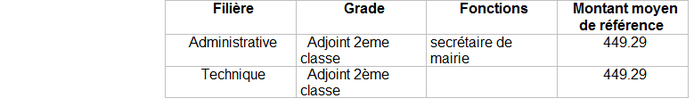 Filière Grade Fonctions Montant moyen
de référence
Administrative Adjoint 2eme secrétaire de 449.29
classe mairie
Technique Adjoint 2ème 449.29
classe